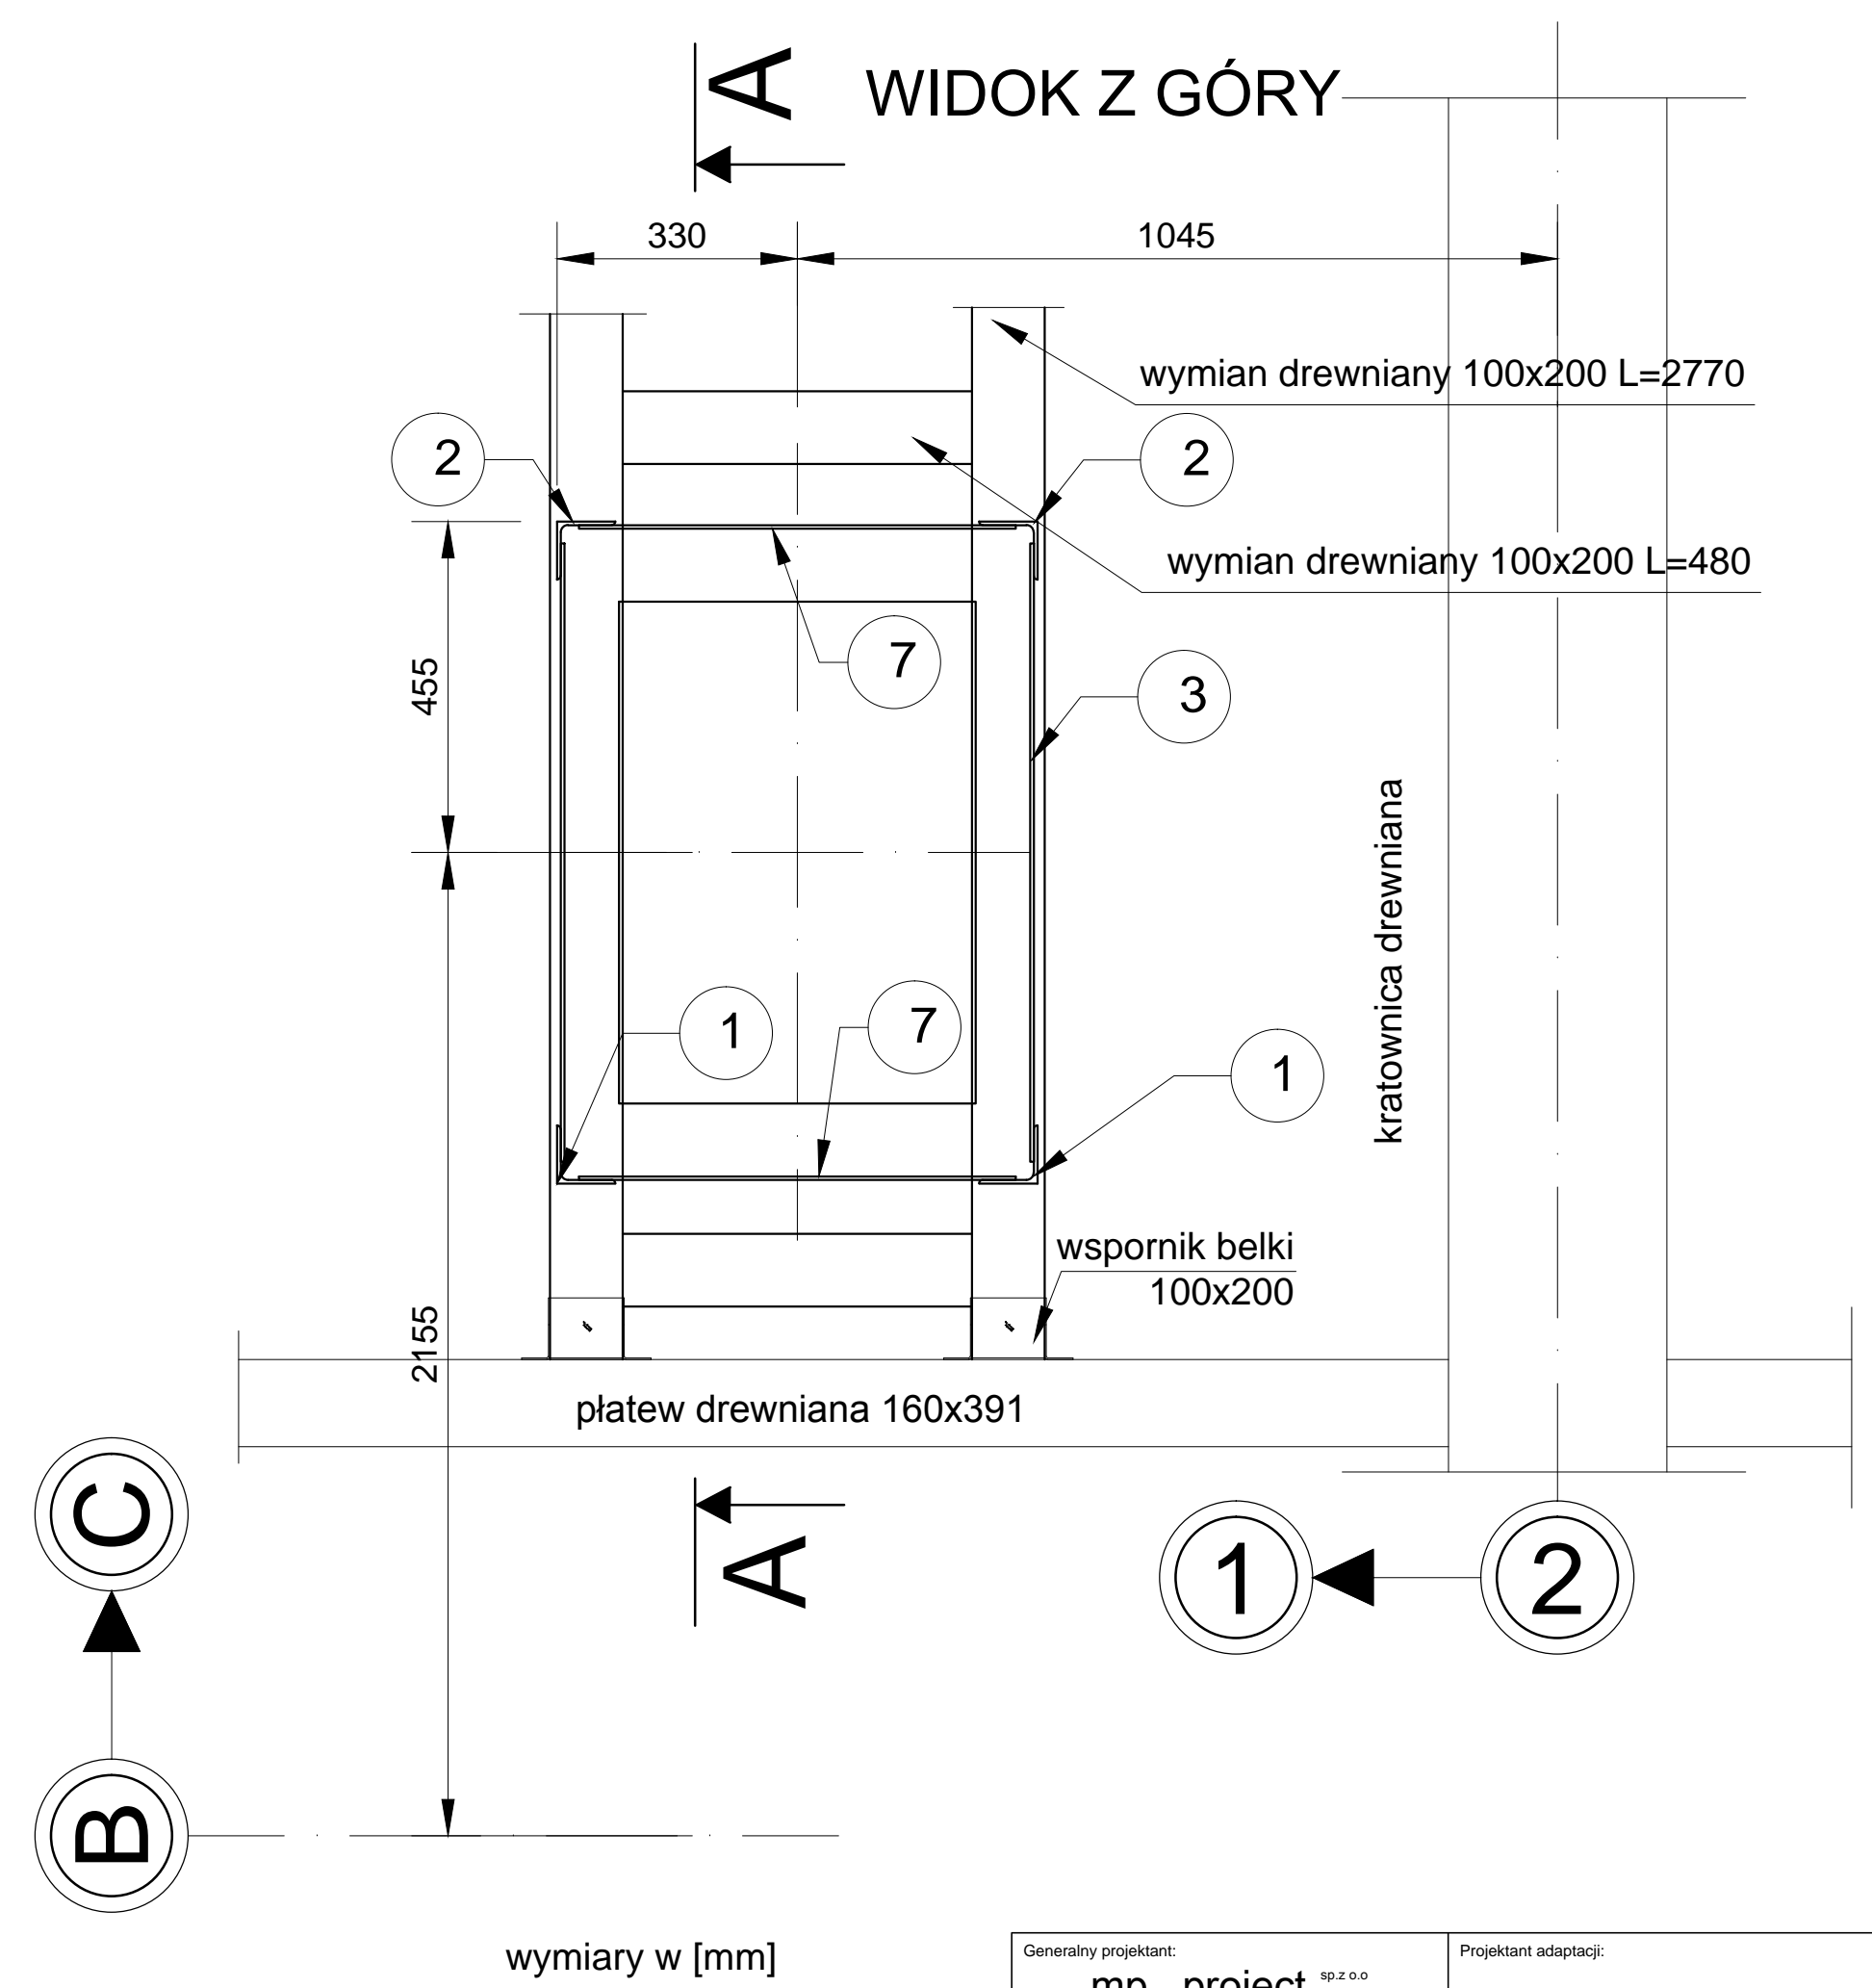 A
WIDOK Z GÓRY
330
1045
wymian drewniany 100x200 L=2770
2
2
wymian drewniany 100x200 L=480
7
3
455
kratownica drewniana
1
7
1
wspornik belki
100x200
2155
płatew drewniana 160x391
C
A
1
2
B
wymiary w [mm]
Generalny projektant:
Projektant adaptacji:
mp - project sp.z o.o